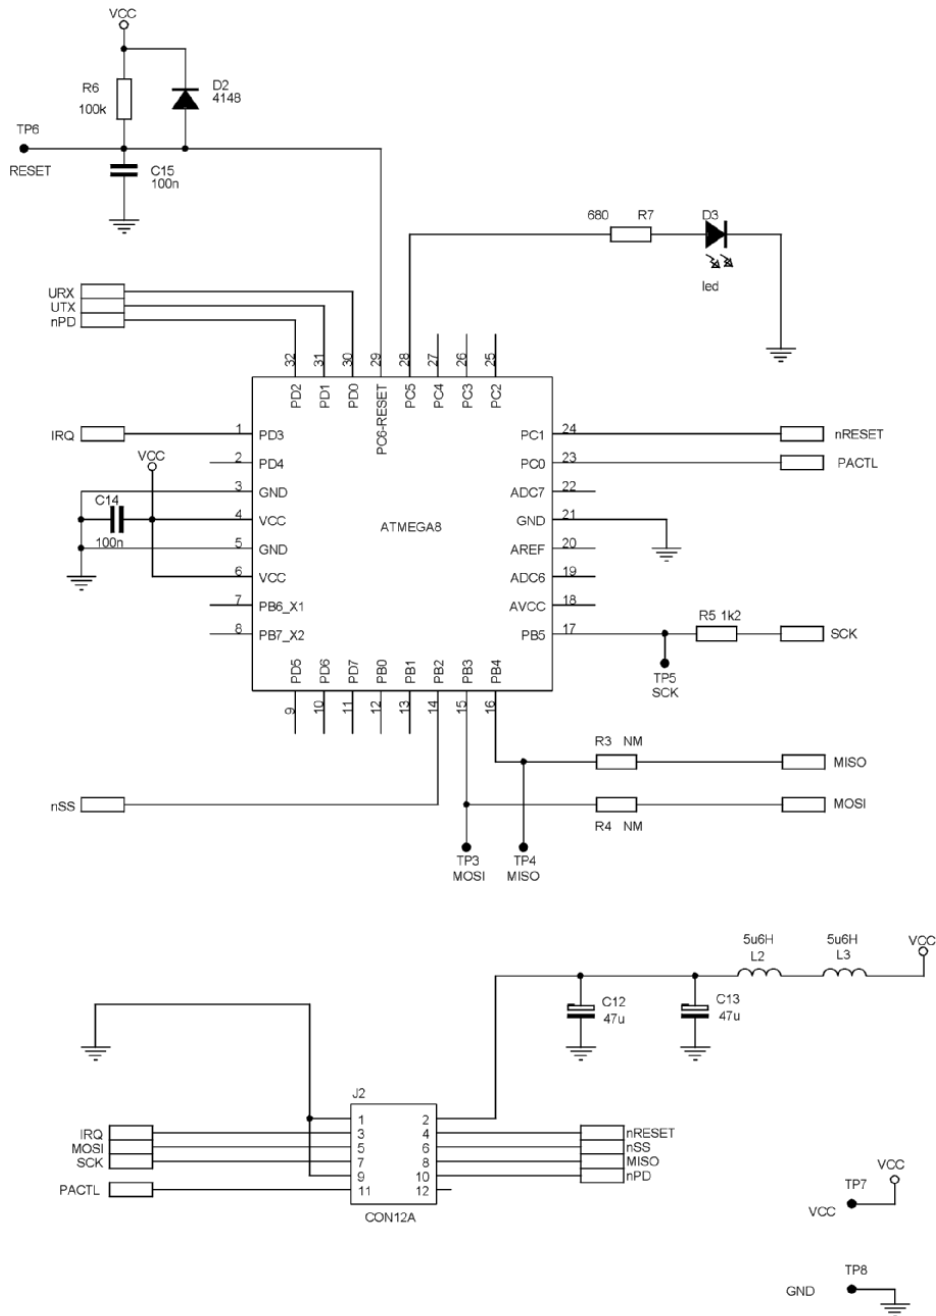 VCC
R6
100k
D2
4148
TP6
RESET
C15
100n
680 R7 D3
led
URX
UTX
nPD
32 31 30 29 28 27 26 25
PD2 PD1 PD0 PC6-RESET PC5 PC4 PC3 PC2
IRQ 1 PD3 PC1 24 nRESET
VCC
2 PD4 PC0 23 PACTL
3 GND ADC7 22
C14
100n
4 VCC ATMEGA8 GND 21
5 GND AREF 20
6 VCC ADC6 19
7 PB6_X1 AVCC 18
8 PB7_X2 PB5 17 R5 1k2 SCK
TP5
SCK
PD5 PD6 PD7 PB0 PB1 PB2 PB3 PB4
9 10 11 12 13 14 15 16
R3 NM MISO
nSS
MOSI
R4 NM
TP3 TP4
MOSI MISO
5u6H 5u6H VCC
L2 L3
C12 C13
47u 47u
J2
1 2
IRQ 3 4 nRESET
MOSI 5 6 nSS
SCK 7 8 MISO
9 10 nPD
PACTL 11 12
CON12A
VCC
TP7
VCC
TP8
GND